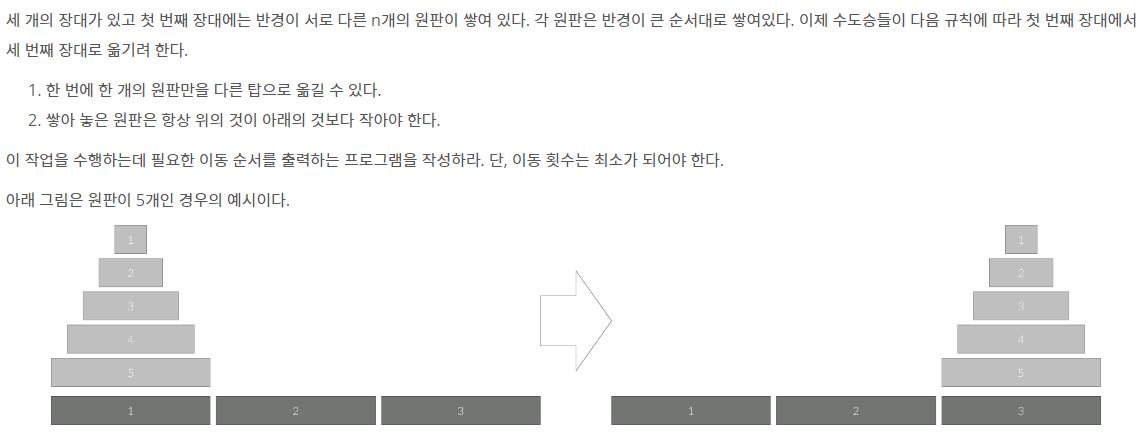 세 개의 장대가 있고 첫 번째 장대에는 반경이 서로 다른 n개의 원판이 쌓여 있다. 각 원판은 반경이 큰 순서대로 쌓여있다. 이제 수도승들이 다음 규칙에 따라 첫 번째 장대에서
세 번째 장대로 옮기려 한다.
1. 한 번에 한 개의 원판만을 다른 탑으로 옮길 수 있다.
2. 쌓아 놓은 원판은 항상 위의 것이 아래의 것보다 작아야 한다.
이 작업을 수행하는데 필요한 이동 순서를 출력하는 프로그램을 작성하라. 단, 이동 횟수는 최소가 되어야 한다.
아래 그림은 원판이 5개인 경우의 예시이다.
1 1
2 2
3 3
4 4
5 5
1 2 3 1 2 3